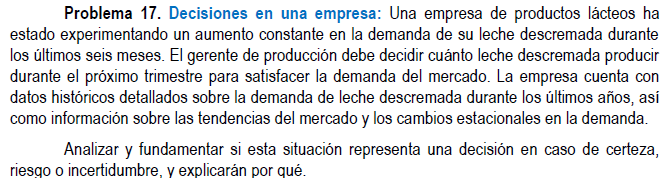 Problema 17. Decisiones en una empresa: Una empresa de productos lácteos ha
estado experimentando un aumento constante en la demanda de su leche descremada durante
los últimos seis meses. El gerente de producción debe decidir cuánto leche descremada producir
durante el próximo trimestre para satisfacer la demanda del mercado. La empresa cuenta con
datos históricos detallados sobre la demanda de leche descremada durante los últimos años, así
como información sobre las tendencias del mercado y los cambios estacionales en la demanda.
Analizar y fundamentar si esta situación representa una decisión en caso de certeza,
riesgo o incertidumbre, y explicarán por qué.